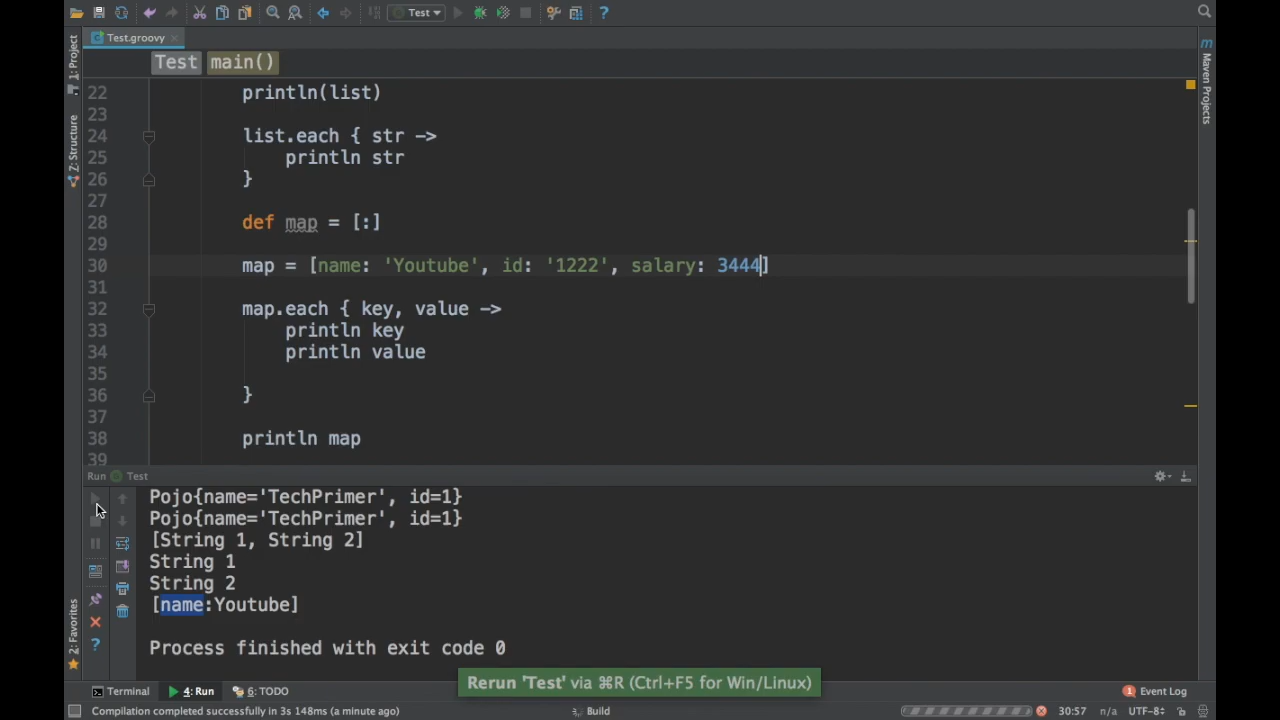 Test
Test.groovy
Test main()
22 println(list)
23
24 list.each { str ->
25 println str
26 }
27
28 def map = [:]
29
30 map = [name: 'Youtube', id: '1222', salary: 3444]
31
32 map.each { key, value ->
33 println key
34 println value
35
36 }
37
38 println map
39
1: Project
Z: Structure
2: Favorites
Maven Projects
Run Test
Pojo{name='TechPrimer', id=1}
Pojo{name='TechPrimer', id=1}
[String 1, String 2]
String 1
String 2
[name:Youtube]
Process finished with exit code 0
Rerun 'Test' via ⌘R (Ctrl+F5 for Win/Linux)
Terminal 4: Run 6: TODO 1 Event Log
Compilation completed successfully in 3s 148ms (a minute ago) Build 30:57 n/a UTF-8